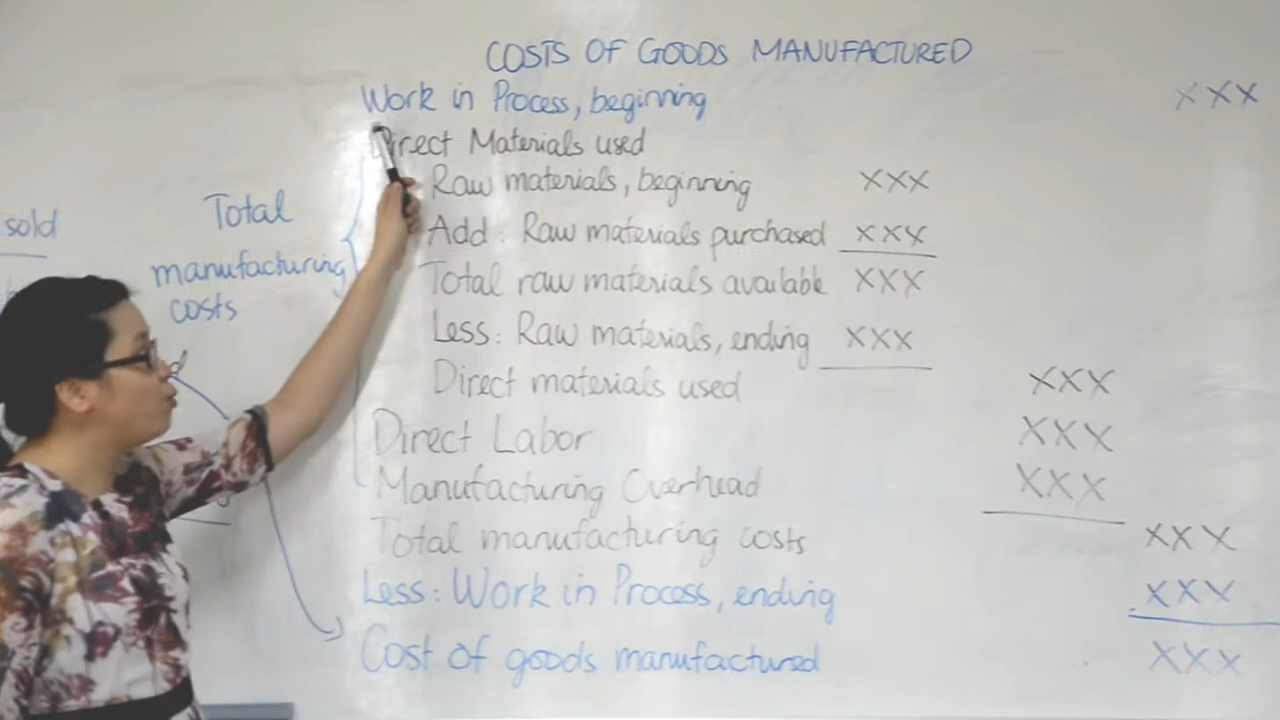 COSTS OF GOODS MANUFACTURED
Work in Process, beginning XXX
Direct Materials used
Raw materials, beginning XXX
Add: Raw materials purchased XXX
Total raw materials available XXX
Less: Raw materials, ending XXX
Direct materials used XXX
Direct Labor XXX
Manufacturing Overhead XXX
Total manufacturing costs XXX
Less: Work in Process, ending XXX
Cost of goods manufactured XXX
Total
manufacturing
costs
sold